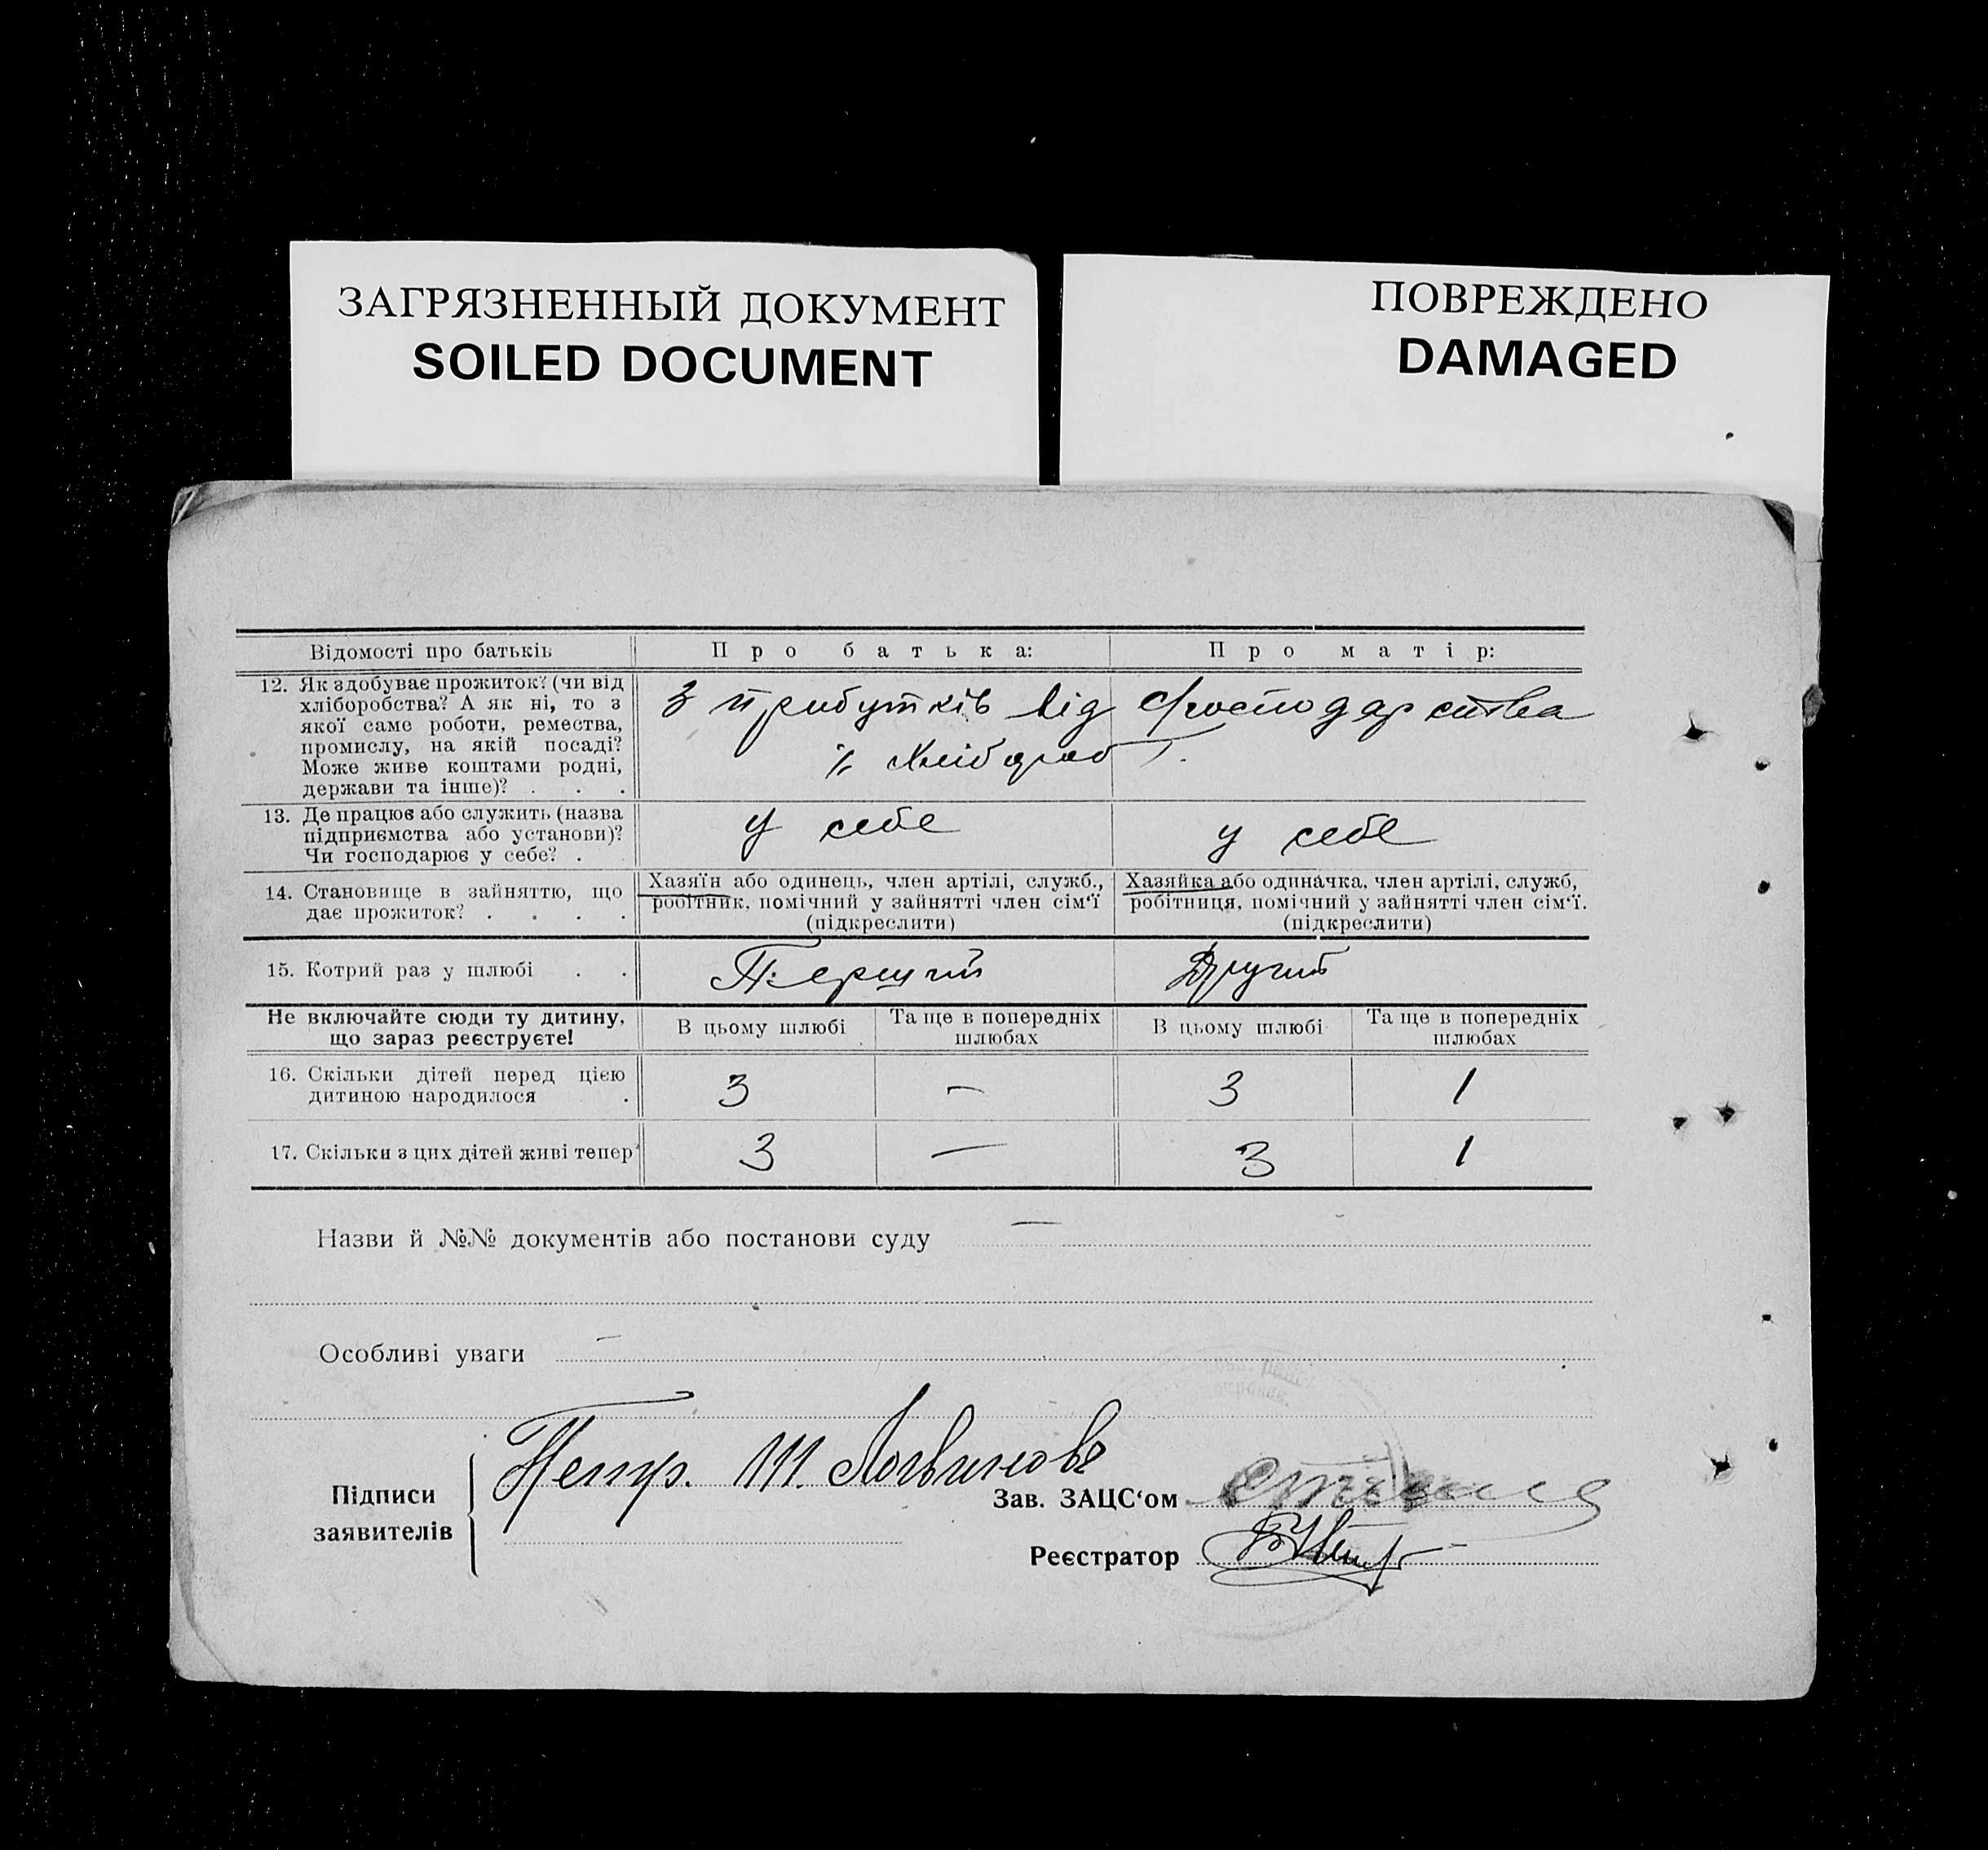 ЗАГРЯЗНЕННЫЙ ДОКУМЕНТ
SOILED DOCUMENT
ПОВРЕЖДЕНО
DAMAGED
Відомості про батьків
Про батька:
Про матір:
12. Як здобуває прожиток? (чи від
хліборобства? А як ні, то з
якої саме роботи, ремества,
промислу, на якій посаді?
Може живе коштами родні,
держави та інше)? . . .
З прибутків від господарства
Хлібороб
13. Де працює або служить (назва
підприємства або установи)?
Чи господарює у себе? .
у себе
у себе
14. Становище в зайняттю, що
дає прожиток? . . . .
Хазяїн або одинець, член артілі, служб.,
робітник, помічний у зайнятті член сім'ї
(підкреслити)
Хазяйка або одиначка, член артілі, служб,
робітниця, помічний у зайнятті член сім'ї.
(підкреслити)
15. Котрий раз у шлюбі . .
Перший
Другий
Не включайте сюди ту дитину,
що зараз реєструєте!
В цьому шлюбі
Та ще в попередніх
шлюбах
В цьому шлюбі
Та ще в попередніх
шлюбах
16. Скільки дітей перед цією
дитиною народилося .
3 — 3 1
17. Скільки з цих дітей живі тепер
3 — 3 1
Назви й №№ документів або постанови суду —
Особливі уваги —
Підписи
заявителів
Зав. ЗАЦС'ом
Реєстратор